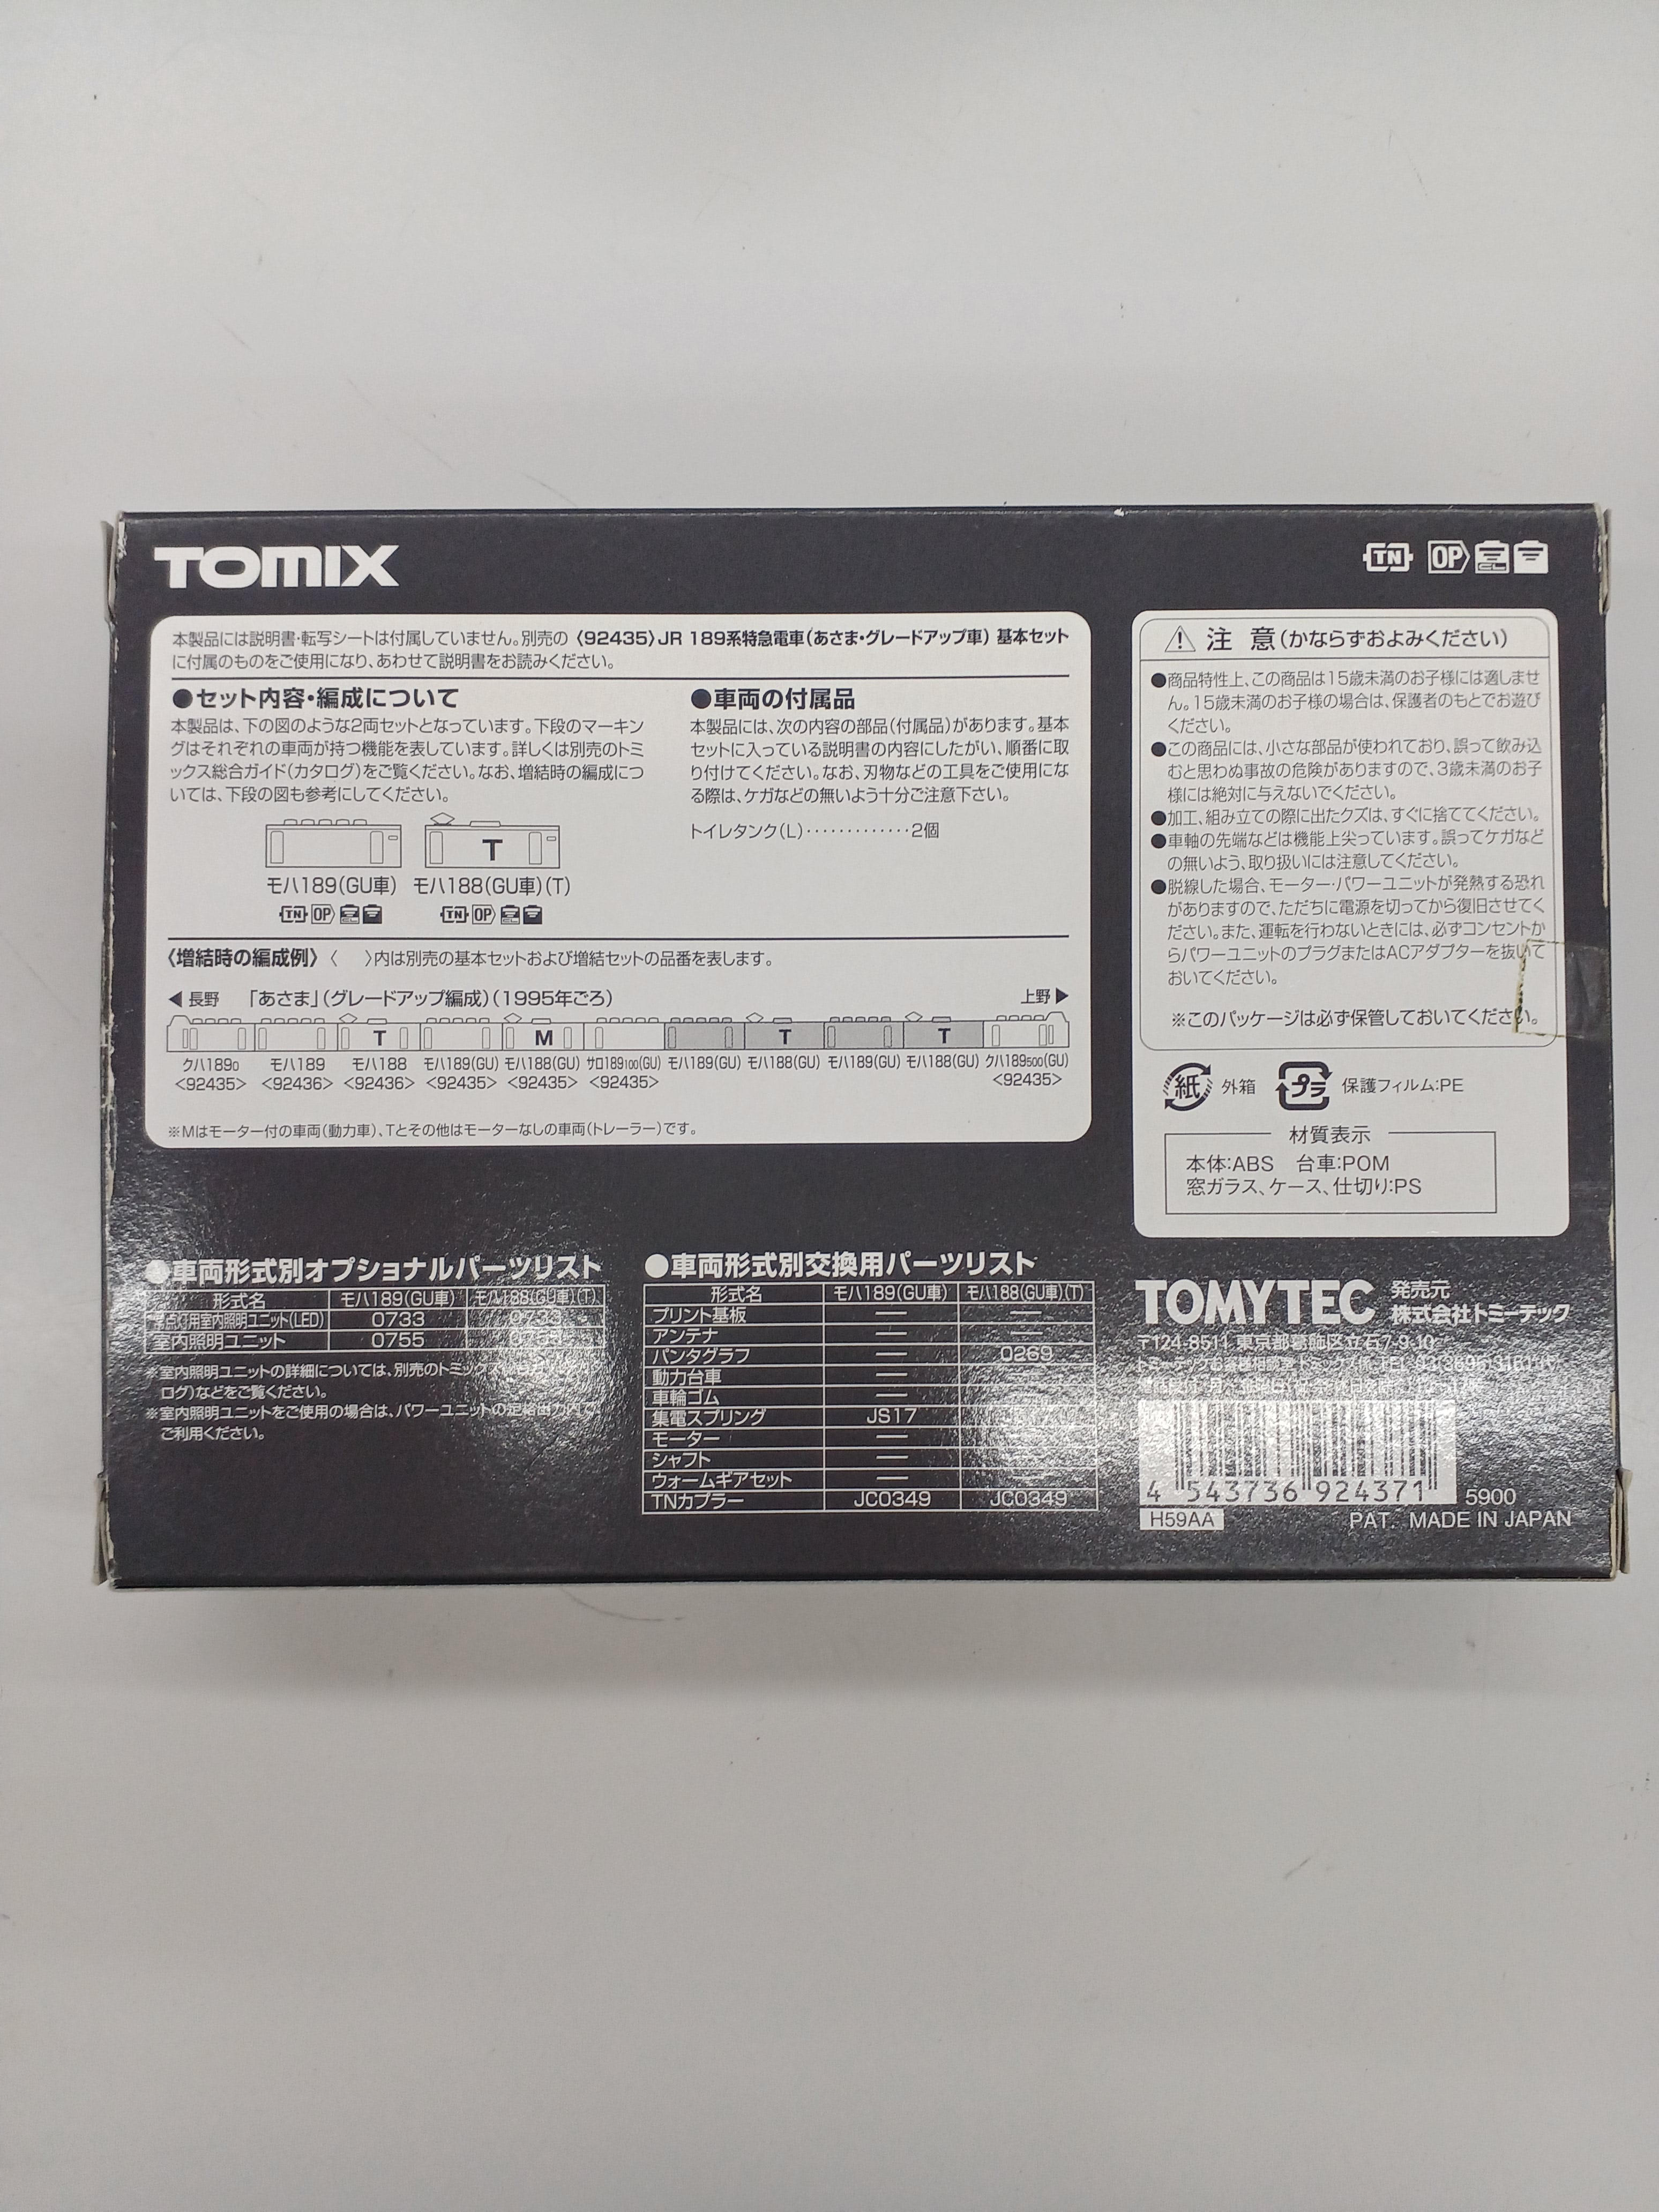 TOMIX
TN OP CL
本製品には説明書・転写シートは付属していません。別売の〈92435〉JR 189系特急電車(あさま・グレードアップ車) 基本セット
に付属のものをご使用になり、あわせて説明書をお読みください。
●セット内容・編成について
本製品は、下の図のような2両セットとなっています。下段のマーキン
グはそれぞれの車両が持つ機能を表しています。詳しくは別売のトミ
ックス総合ガイド(カタログ)をご覧ください。なお、増結時の編成につ
いては、下段の図も参考にしてください。
T
モハ189(GU車) モハ188(GU車)(T)
TN OP TN OP
●車両の付属品
本製品には、次の内容の部品(付属品)があります。基本
セットに入っている説明書の内容にしたがい、順番に取
り付けてください。なお、刃物などの工具をご使用にな
る際は、ケガなどの無いよう十分ご注意下さい。
トイレタンク(L)‥‥‥‥‥‥‥2個
〈増結時の編成例〉〈　〉内は別売の基本セットおよび増結セットの品番を表します。
◀長野 「あさま」(グレードアップ編成)(1995年ごろ) 上野▶
T M T T
クハ1890 モハ189 モハ188 モハ189(GU) モハ188(GU) サロ189100(GU) モハ189(GU) モハ188(GU) モハ189(GU) モハ188(GU) クハ189500(GU)
<92435> <92436> <92436> <92435> <92435> <92435> <92435>
※Mはモーター付の車両(動力車)、Tとその他はモーターなしの車両(トレーラー)です。
⚠ 注 意(かならずおよみください)
●商品特性上、この商品は15歳未満のお子様には適しませ
ん。15歳未満のお子様の場合は、保護者のもとでお遊び
ください。
●この商品には、小さな部品が使われており、誤って飲み込
むと思わぬ事故の危険がありますので、3歳未満のお子
様には絶対に与えないでください。
●加工、組み立ての際に出たクズは、すぐに捨ててください。
●車軸の先端などは機能上尖っています。誤ってケガなど
の無いよう、取り扱いには注意してください。
●脱線した場合、モーター・パワーユニットが発熱する恐れ
がありますので、ただちに電源を切ってから復旧させてく
ださい。また、運転を行わないときには、必ずコンセントか
らパワーユニットのプラグまたはACアダプターを抜いて
おいてください。
※このパッケージは必ず保管しておいてください。
紙 外箱 プラ 保護フィルム:PE
材質表示
本体:ABS 台車:POM
窓ガラス、ケース、仕切り:PS
●車両形式別オプショナルパーツリスト
形式名 モハ189(GU車) モハ188(GU車)(T)
灯用室内照明ユニット(LED) 0733 0733
室内照明ユニット 0755 0755
※室内照明ユニットの詳細については、別売のトミックス
ログ)などをご覧ください。
※室内照明ユニットをご使用の場合は、パワーユニットの定格出力内で
ご利用ください。
●車両形式別交換用パーツリスト
形式名 モハ189(GU車) モハ188(GU車)(T)
プリント基板 — —
アンテナ — —
パンタグラフ — 0269
動力台車 — —
車輪ゴム — —
集電スプリング JS17
モーター —
シャフト —
ウォームギアセット — —
TNカプラー JC0349 JC0349
TOMYTEC 発売元
株式会社トミーテック
〒124-8511 東京都葛飾区立石7-9-10
トミーテックお客様相談室
4 543736 924371 5900
H59AA PAT. MADE IN JAPAN